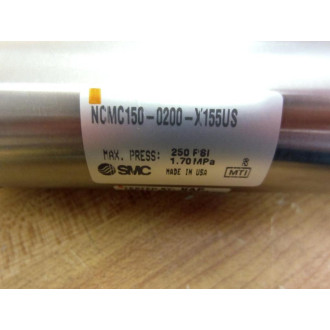 NCMC150-0200-X155US
MAX. PRESS: 250 PSI
1.70 MPa
SMC MADE IN USA MTI